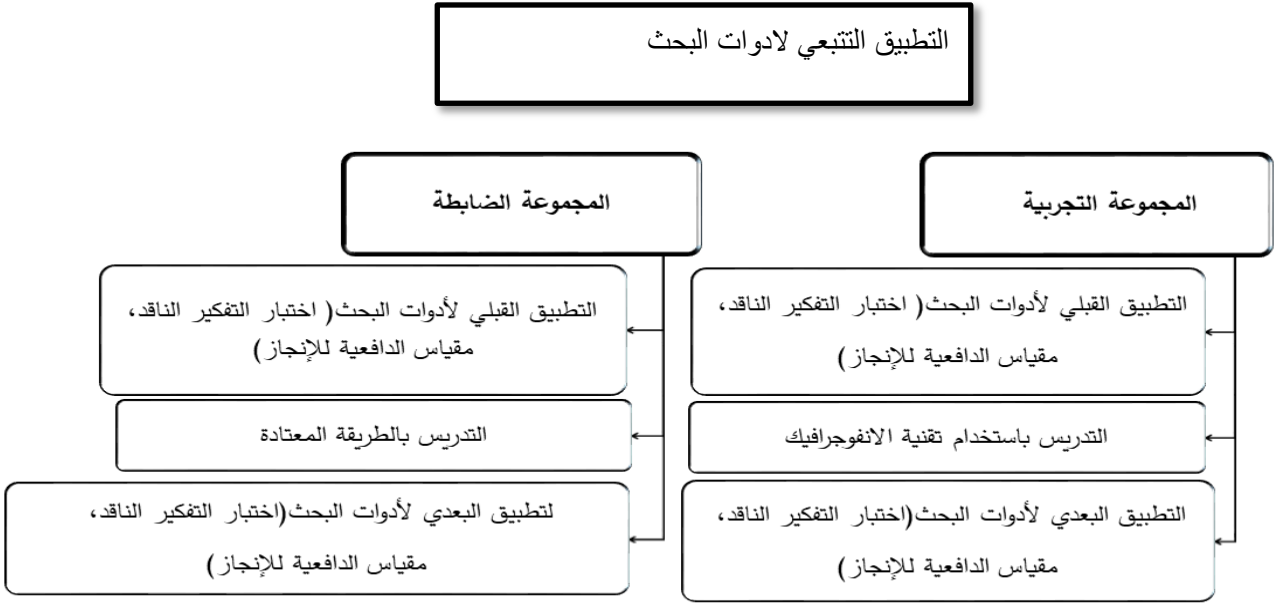 التطبيق التتبعي لادوات البحث
المجموعة التجريبية
المجموعة الضابطة
التطبيق القبلي لأدوات البحث( اختبار التفكير الناقد،
مقياس الدافعية للإنجاز)
التدريس باستخدام تقنية الانفوجرافيك
التطبيق البعدي لأدوات البحث(اختبار التفكير الناقد،
مقياس الدافعية للإنجاز)
التطبيق القبلي لأدوات البحث( اختبار التفكير الناقد،
مقياس الدافعية للإنجاز)
التدريس بالطريقة المعتادة
لتطبيق البعدي لأدوات البحث(اختبار التفكير الناقد،
مقياس الدافعية للإنجاز)